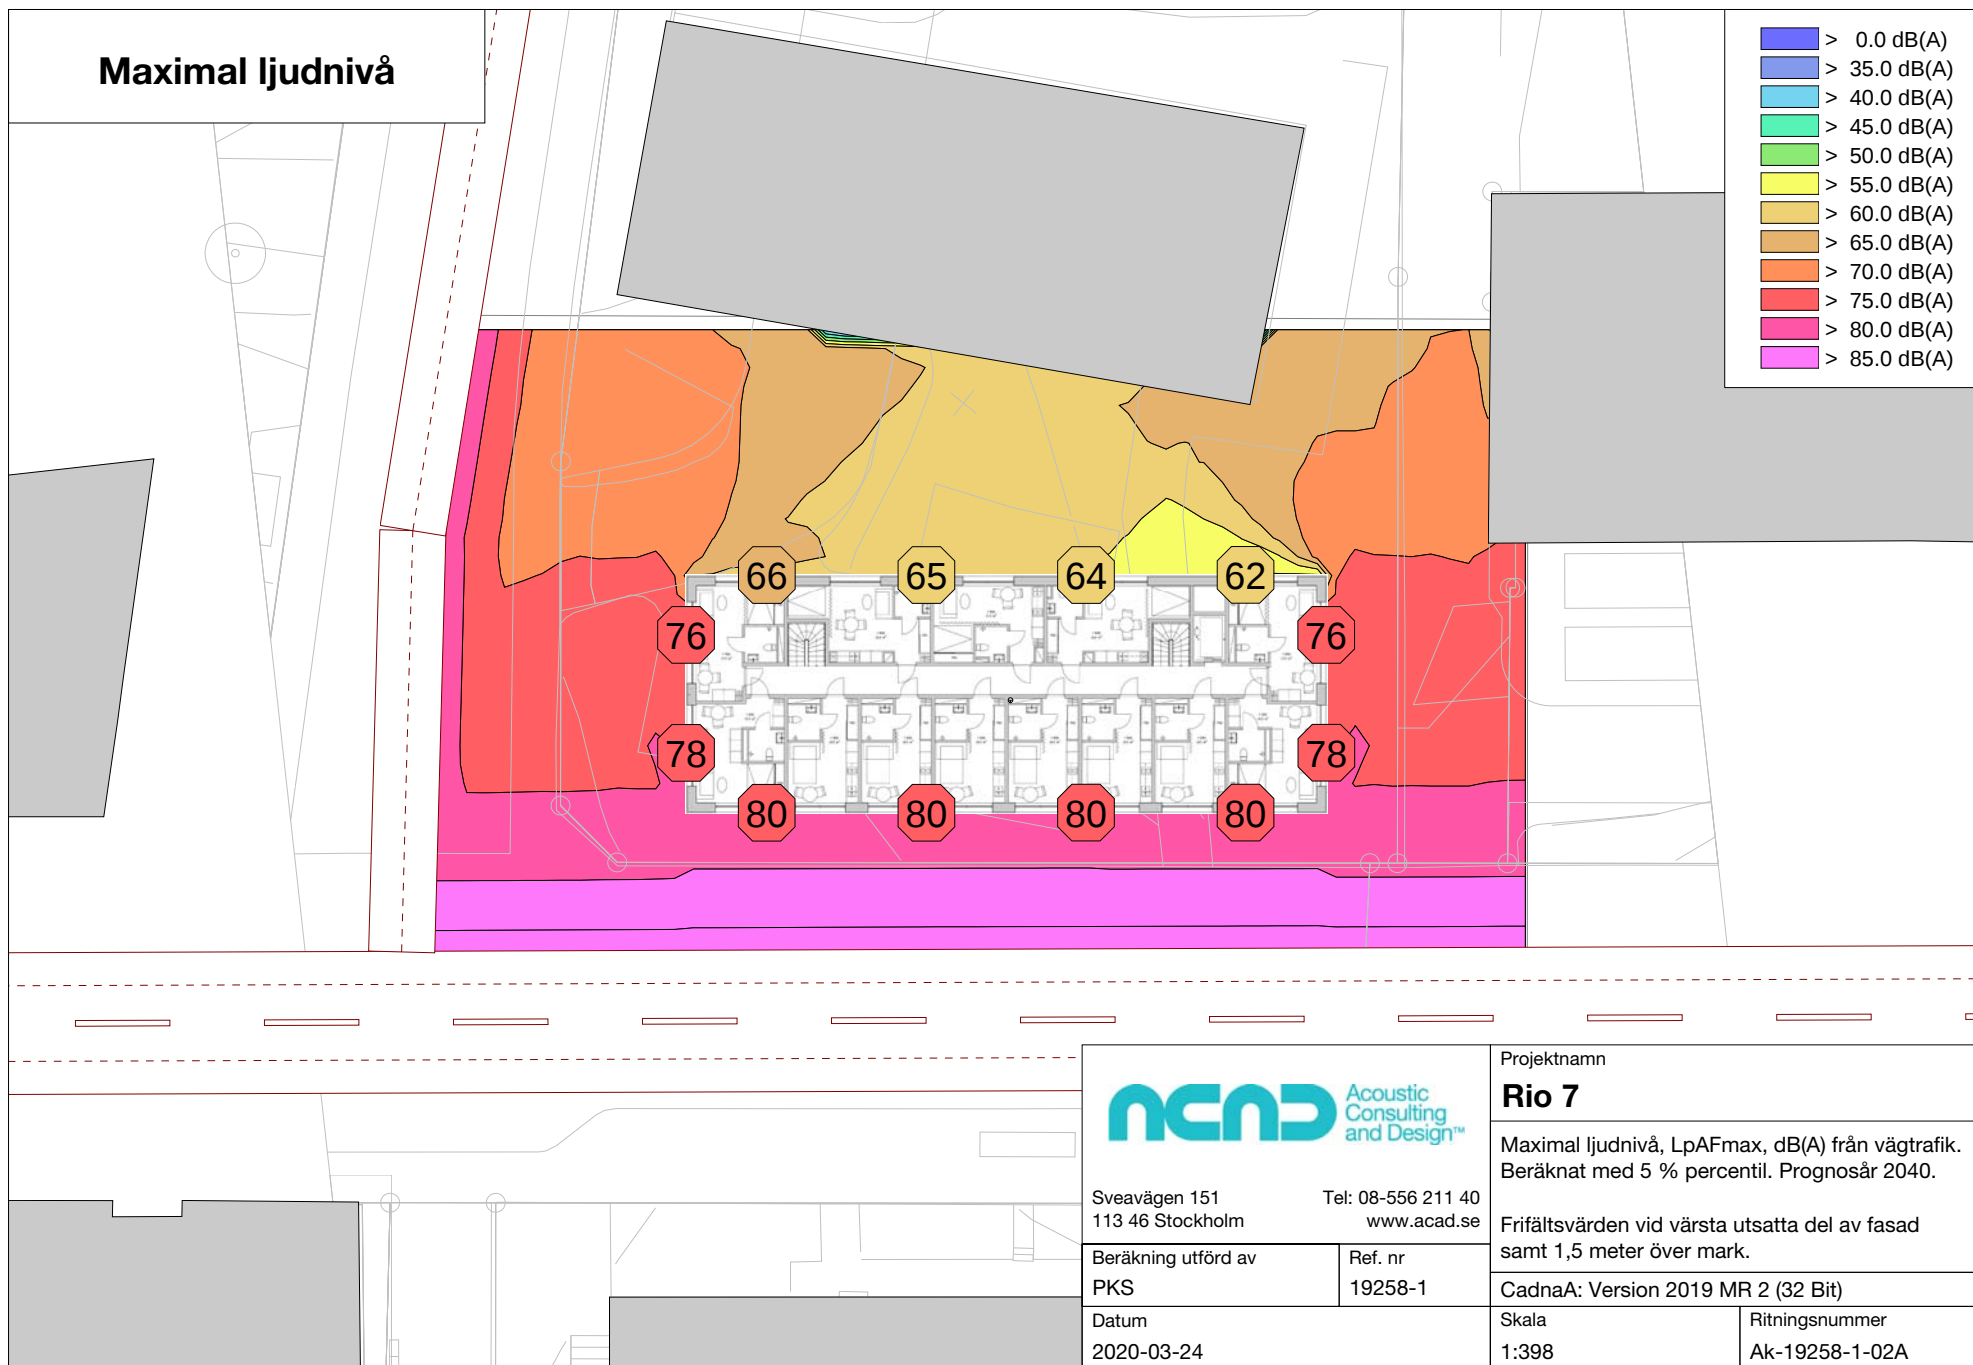 Maximal ljudnivå
> 0.0 dB(A)
> 35.0 dB(A)
> 40.0 dB(A)
> 45.0 dB(A)
> 50.0 dB(A)
> 55.0 dB(A)
> 60.0 dB(A)
> 65.0 dB(A)
> 70.0 dB(A)
> 75.0 dB(A)
> 80.0 dB(A)
> 85.0 dB(A)
66 65 64 62
76 76
78 78
80 80 80 80
ACAD
Acoustic
Consulting
and Design™
Sveavägen 151
113 46 Stockholm
Tel: 08-556 211 40
www.acad.se
Beräkning utförd av
PKS
Ref. nr
19258-1
Datum
2020-03-24
Projektnamn
Rio 7
Maximal ljudnivå, LpAFmax, dB(A) från vägtrafik.
Beräknat med 5 % percentil. Prognosår 2040.
Frifältsvärden vid värsta utsatta del av fasad
samt 1,5 meter över mark.
CadnaA: Version 2019 MR 2 (32 Bit)
Skala
1:398
Ritningsnummer
Ak-19258-1-02A